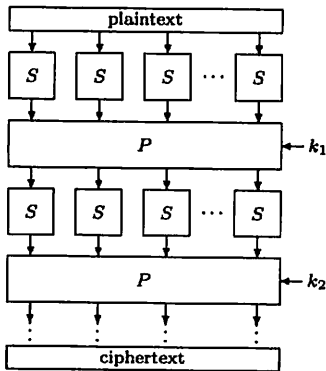 plaintext
S S S ... S
P k₁
S S S ... S
P k₂
ciphertext